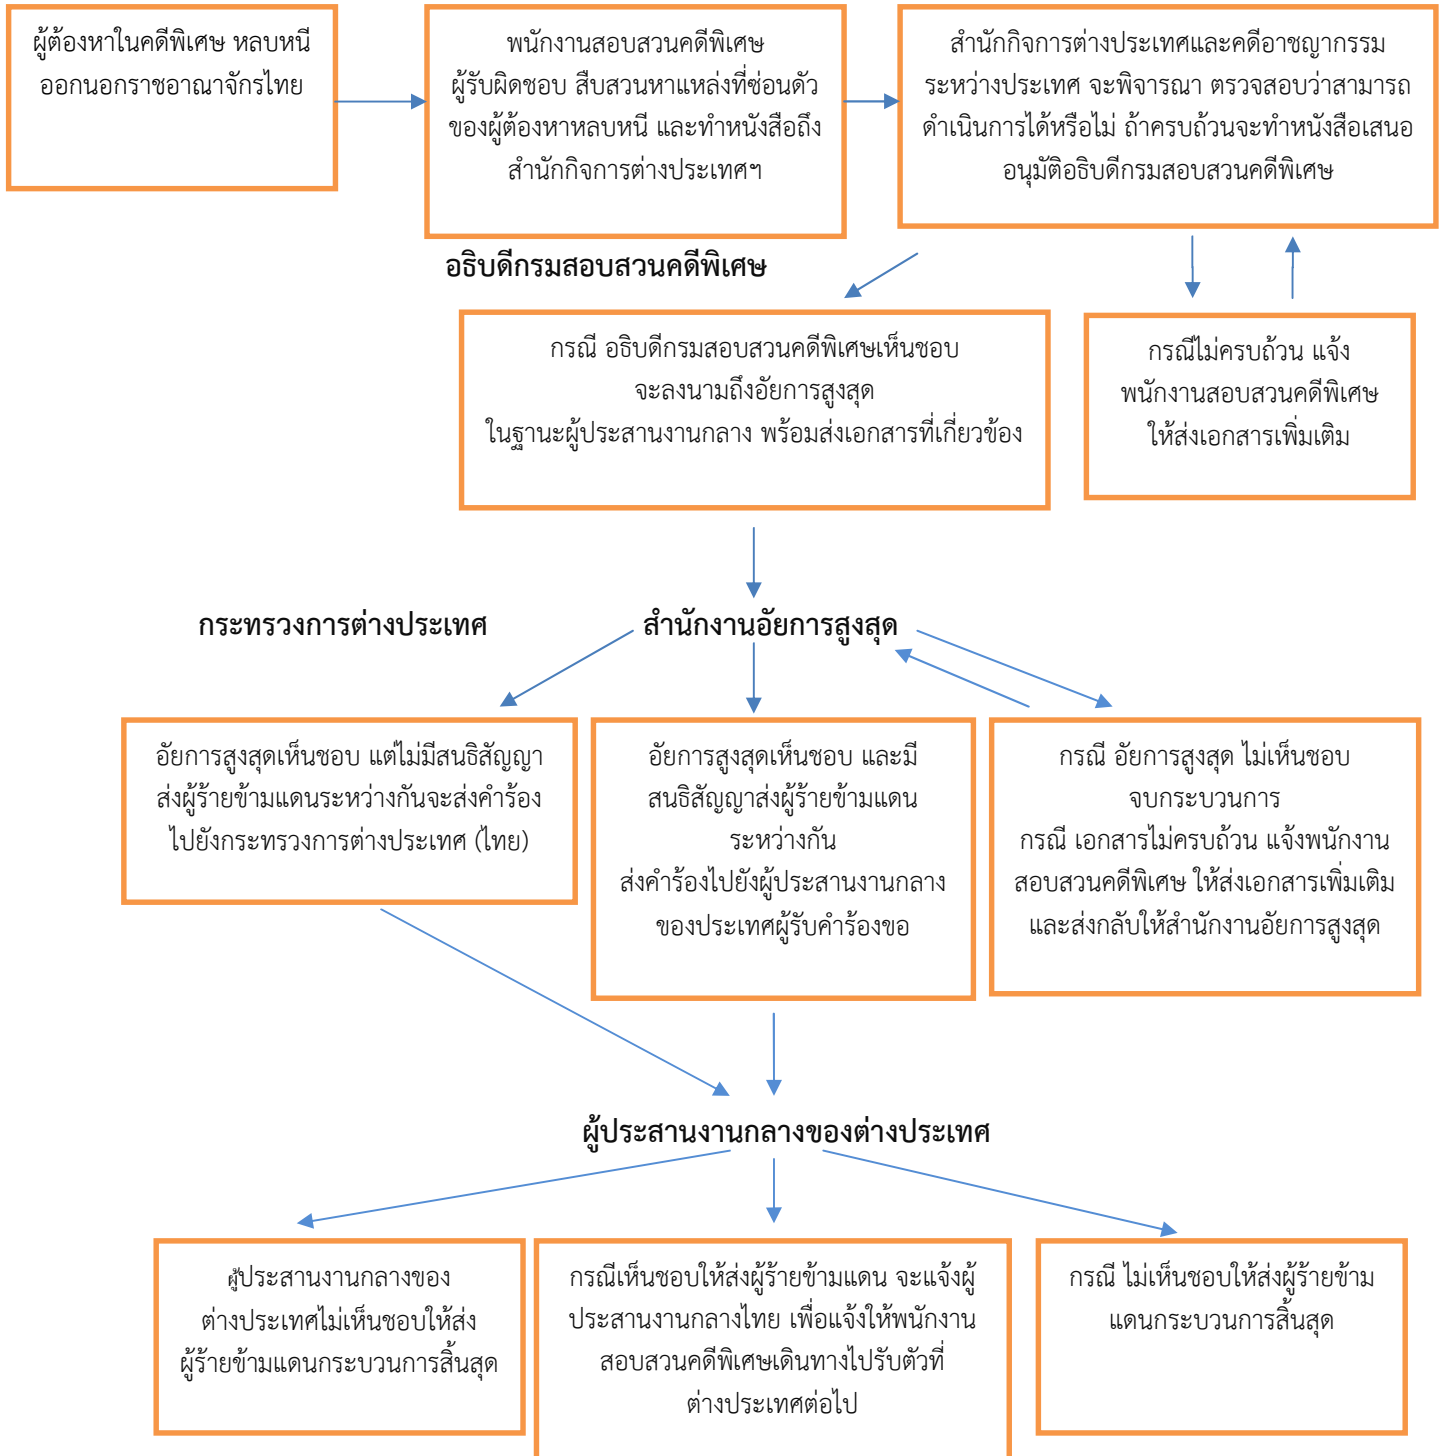 ผู้ต้องหาในคดีพิเศษ หลบหนี
ออกนอกราชอาณาจักรไทย
พนักงานสอบสวนคดีพิเศษ
ผู้รับผิดชอบ สืบสวนหาแหล่งที่ซ่อนตัว
ของผู้ต้องหาหลบหนี และทำหนังสือถึง
สำนักกิจการต่างประเทศฯ
สำนักกิจการต่างประเทศและคดีอาชญากรรม
ระหว่างประเทศ จะพิจารณา ตรวจสอบว่าสามารถ
ดำเนินการได้หรือไม่ ถ้าครบถ้วนจะทำหนังสือเสนอ
อนุมัติอธิบดีกรมสอบสวนคดีพิเศษ
อธิบดีกรมสอบสวนคดีพิเศษ
กรณี อธิบดีกรมสอบสวนคดีพิเศษเห็นชอบ
จะลงนามถึงอัยการสูงสุด
ในฐานะผู้ประสานงานกลาง พร้อมส่งเอกสารที่เกี่ยวข้อง
กรณีไม่ครบถ้วน แจ้ง
พนักงานสอบสวนคดีพิเศษ
ให้ส่งเอกสารเพิ่มเติม
กระทรวงการต่างประเทศ
สำนักงานอัยการสูงสุด
อัยการสูงสุดเห็นชอบ แต่ไม่มีสนธิสัญญา
ส่งผู้ร้ายข้ามแดนระหว่างกันจะส่งคำร้อง
ไปยังกระทรวงการต่างประเทศ (ไทย)
อัยการสูงสุดเห็นชอบ และมี
สนธิสัญญาส่งผู้ร้ายข้ามแดน
ระหว่างกัน
ส่งคำร้องไปยังผู้ประสานงานกลาง
ของประเทศผู้รับคำร้องขอ
กรณี อัยการสูงสุด ไม่เห็นชอบ
จบกระบวนการ
กรณี เอกสารไม่ครบถ้วน แจ้งพนักงาน
สอบสวนคดีพิเศษ ให้ส่งเอกสารเพิ่มเติม
และส่งกลับให้สำนักงานอัยการสูงสุด
ผู้ประสานงานกลางของต่างประเทศ
ผู้ประสานงานกลางของ
ต่างประเทศไม่เห็นชอบให้ส่ง
ผู้ร้ายข้ามแดนกระบวนการสิ้นสุด
กรณีเห็นชอบให้ส่งผู้ร้ายข้ามแดน จะแจ้งผู้
ประสานงานกลางไทย เพื่อแจ้งให้พนักงาน
สอบสวนคดีพิเศษเดินทางไปรับตัวที่
ต่างประเทศต่อไป
กรณี ไม่เห็นชอบให้ส่งผู้ร้ายข้าม
แดนกระบวนการสิ้นสุด